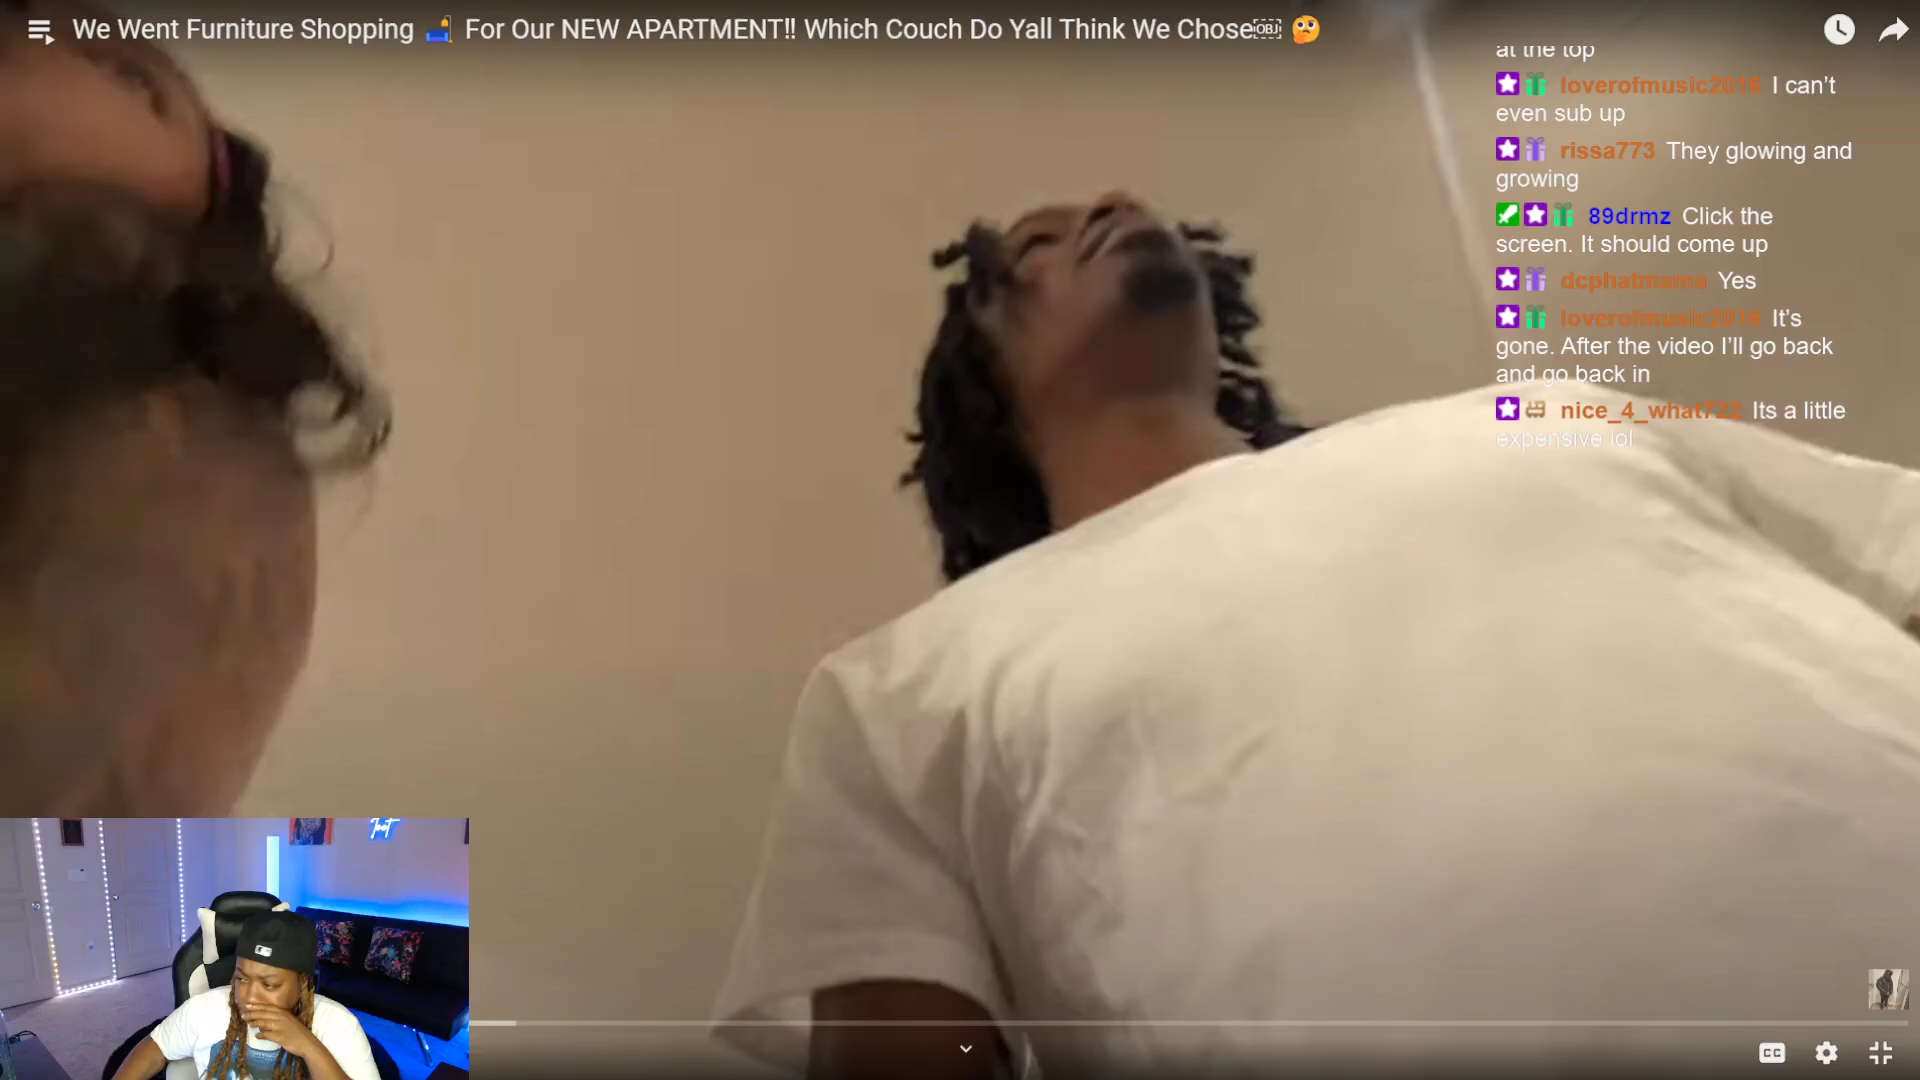 We Went Furniture Shopping 🛋️ For Our NEW APARTMENT!! Which Couch Do Yall Think We Chose 🤔
at the top
loverofmusic2016 I can't
even sub up
rissa773 They glowing and
growing
89drmz Click the
screen. It should come up
dcphatmama Yes
loverofmusic2016 It's
gone. After the video I'll go back
and go back in
nice_4_what722 Its a little
expensive lol
Toot
CC